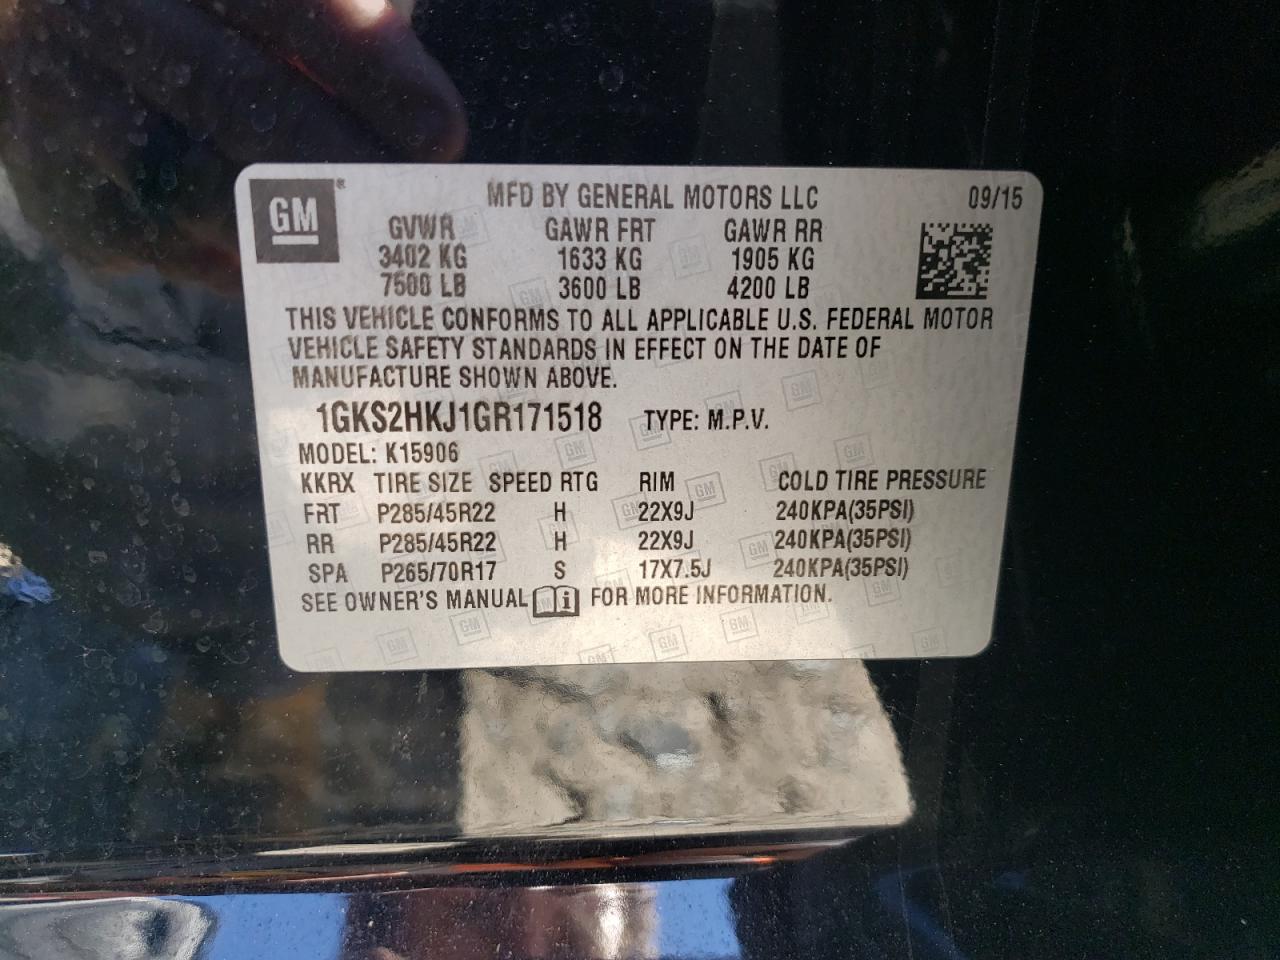 GM® MFD BY GENERAL MOTORS LLC 09/15
GVWR GAWR FRT GAWR RR
3402 KG 1633 KG 1905 KG
7500 LB 3600 LB 4200 LB
THIS VEHICLE CONFORMS TO ALL APPLICABLE U.S. FEDERAL MOTOR
VEHICLE SAFETY STANDARDS IN EFFECT ON THE DATE OF
MANUFACTURE SHOWN ABOVE.
1GKS2HKJ1GR171518 TYPE: M.P.V.
MODEL: K15906
KKRX TIRE SIZE SPEED RTG RIM COLD TIRE PRESSURE
FRT P285/45R22 H 22X9J 240KPA(35PSI)
RR P285/45R22 H 22X9J 240KPA(35PSI)
SPA P265/70R17 S 17X7.5J 240KPA(35PSI)
SEE OWNER'S MANUAL FOR MORE INFORMATION.